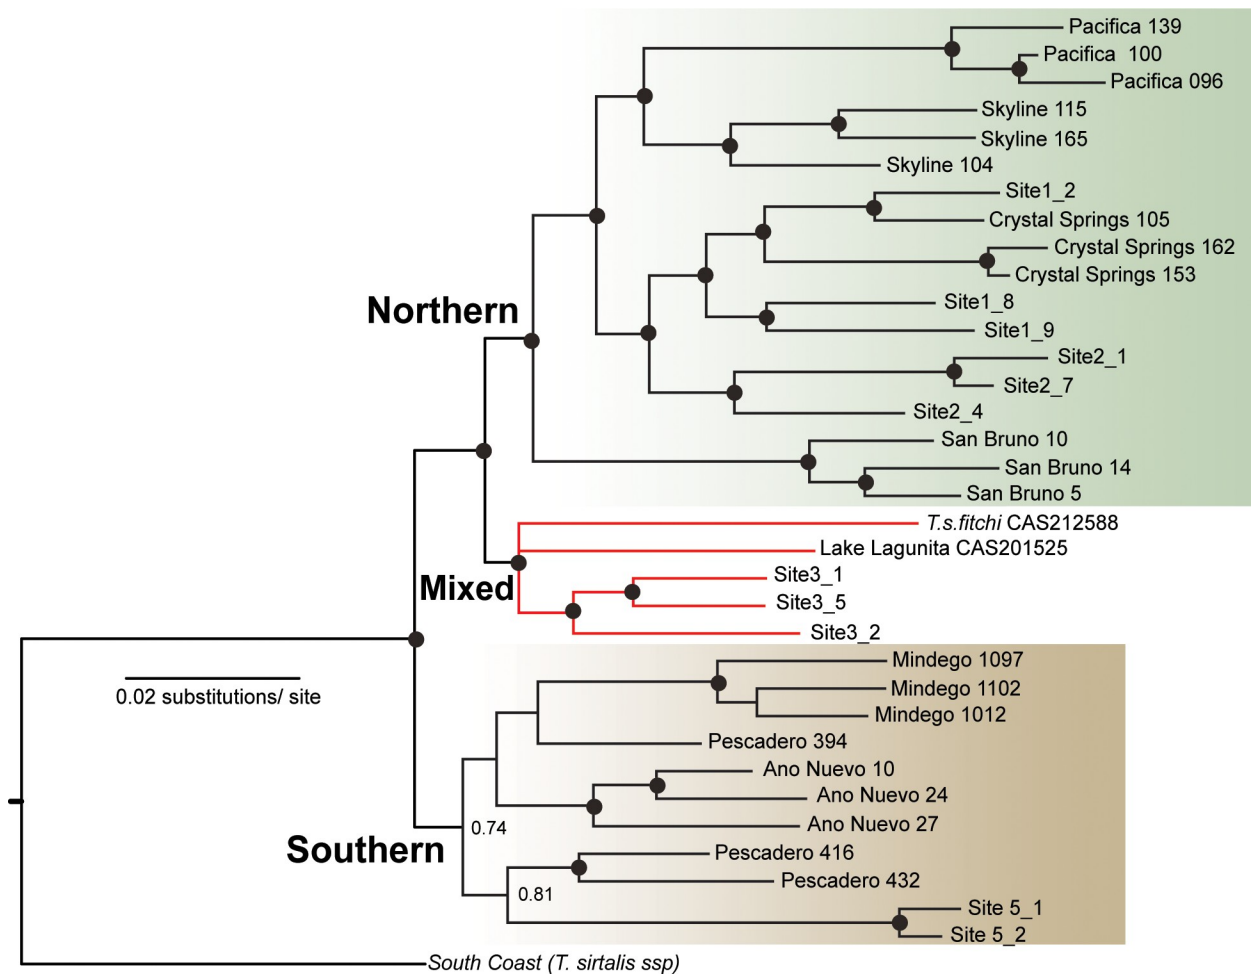 Pacifica 139
Pacifica 100
Pacifica 096
Skyline 115
Skyline 165
Skyline 104
Site1_2
Crystal Springs 105
Crystal Springs 162
Crystal Springs 153
Site1_8
Northern
Site1_9
Site2_1
Site2_7
Site2_4
San Bruno 10
San Bruno 14
San Bruno 5
T.s.fitchi CAS212588
Lake Lagunita CAS201525
Site3_1
Mixed
Site3_5
Site3_2
Mindego 1097
Mindego 1102
0.02 substitutions/ site
Mindego 1012
Pescadero 394
Ano Nuevo 10
Ano Nuevo 24
Ano Nuevo 27
0.74
Southern
Pescadero 416
Pescadero 432
0.81
Site 5_1
Site 5_2
South Coast (T. sirtalis ssp)